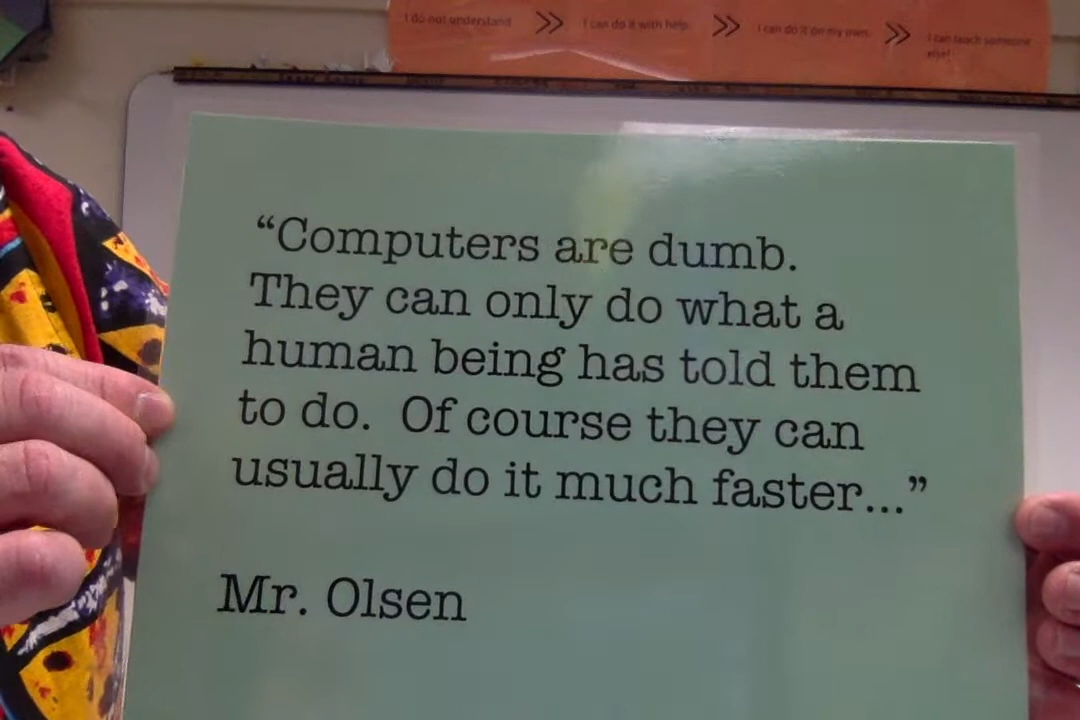 I do not understand >> I can do it with help. >> I can do it on my own. >> I can teach someone
else!
“Computers are dumb.
They can only do what a
human being has told them
to do.  Of course they can
usually do it much faster...”
Mr. Olsen